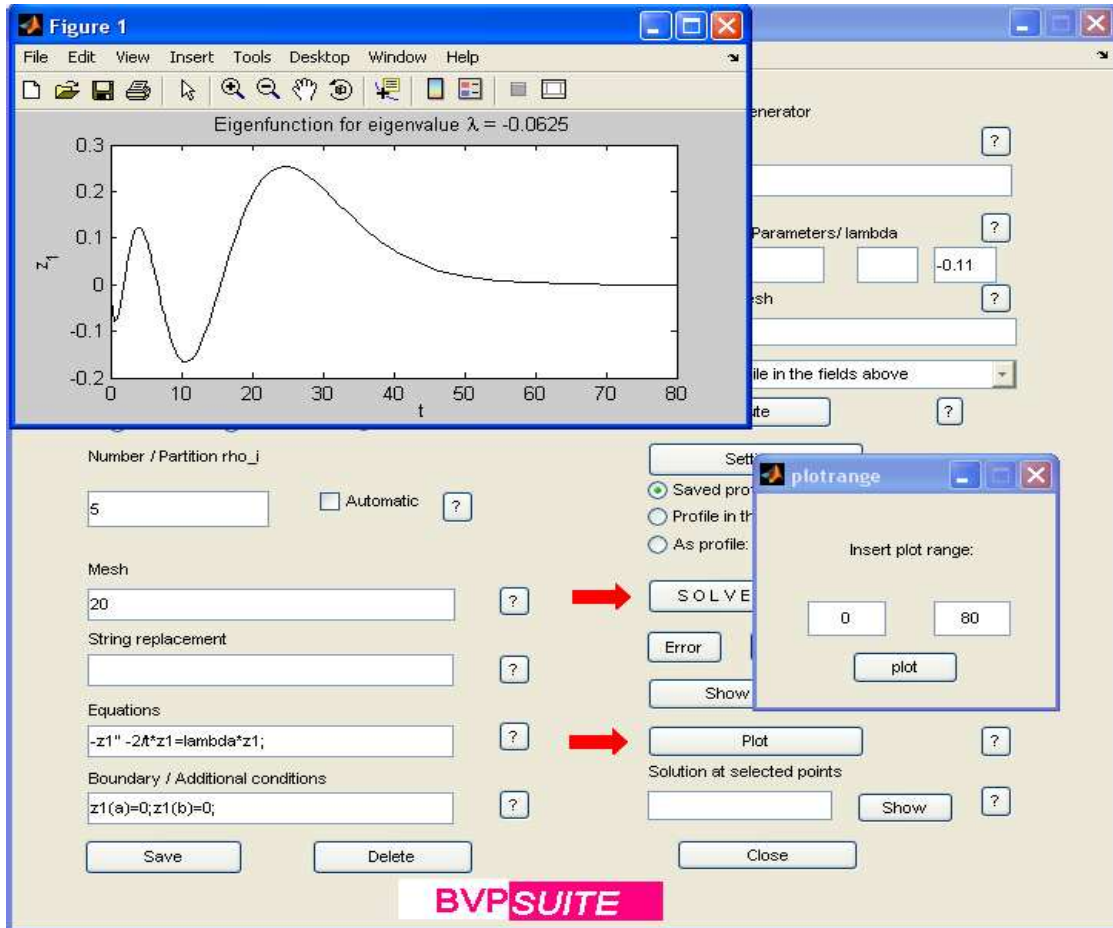 Figure 1
File Edit View Insert Tools Desktop Window Help
Eigenfunction for eigenvalue λ = -0.0625
0.3
0.2
0.1
0
-0.1
-0.2
z1
0 10 20 30 40 50 60 70 80
t
enerator
?
Parameters/ lambda
?
-0.11
sh
?
ile in the fields above
te
?
Number / Partition rho_i
5
Automatic
?
Mesh
20
?
String replacement
?
Equations
-z1'' -2/t*z1=lambda*z1;
?
Boundary / Additional conditions
z1(a)=0;z1(b)=0;
?
Save
Delete
Setti
Saved pro
Profile in th
As profile:
S O L V E
Error
Show
Plot
?
Solution at selected points
Show
?
Close
plotrange
Insert plot range:
0
80
plot
BVPSUITE